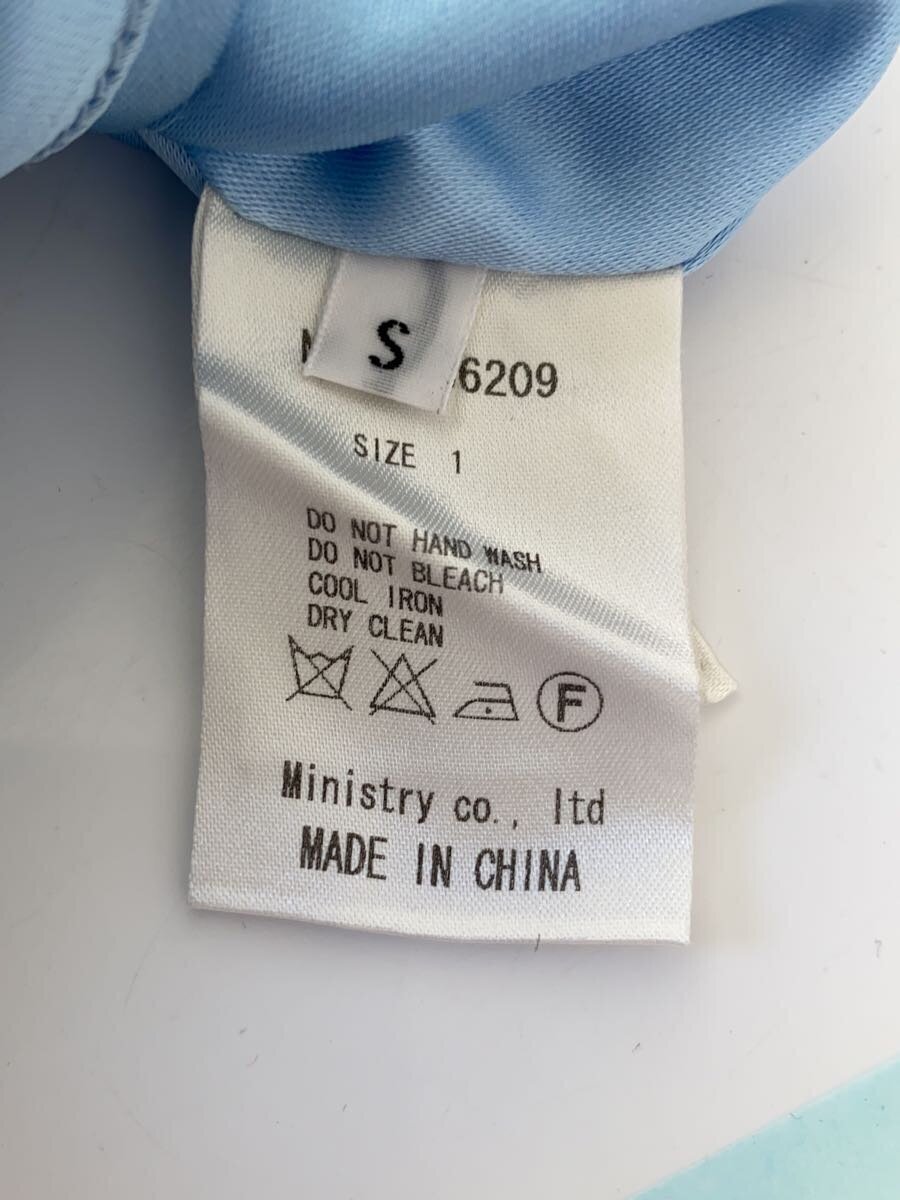 S
6209
SIZE 1
DO NOT HAND WASH
DO NOT BLEACH
COOL IRON
DRY CLEAN
F
Ministry co., ltd
MADE IN CHINA